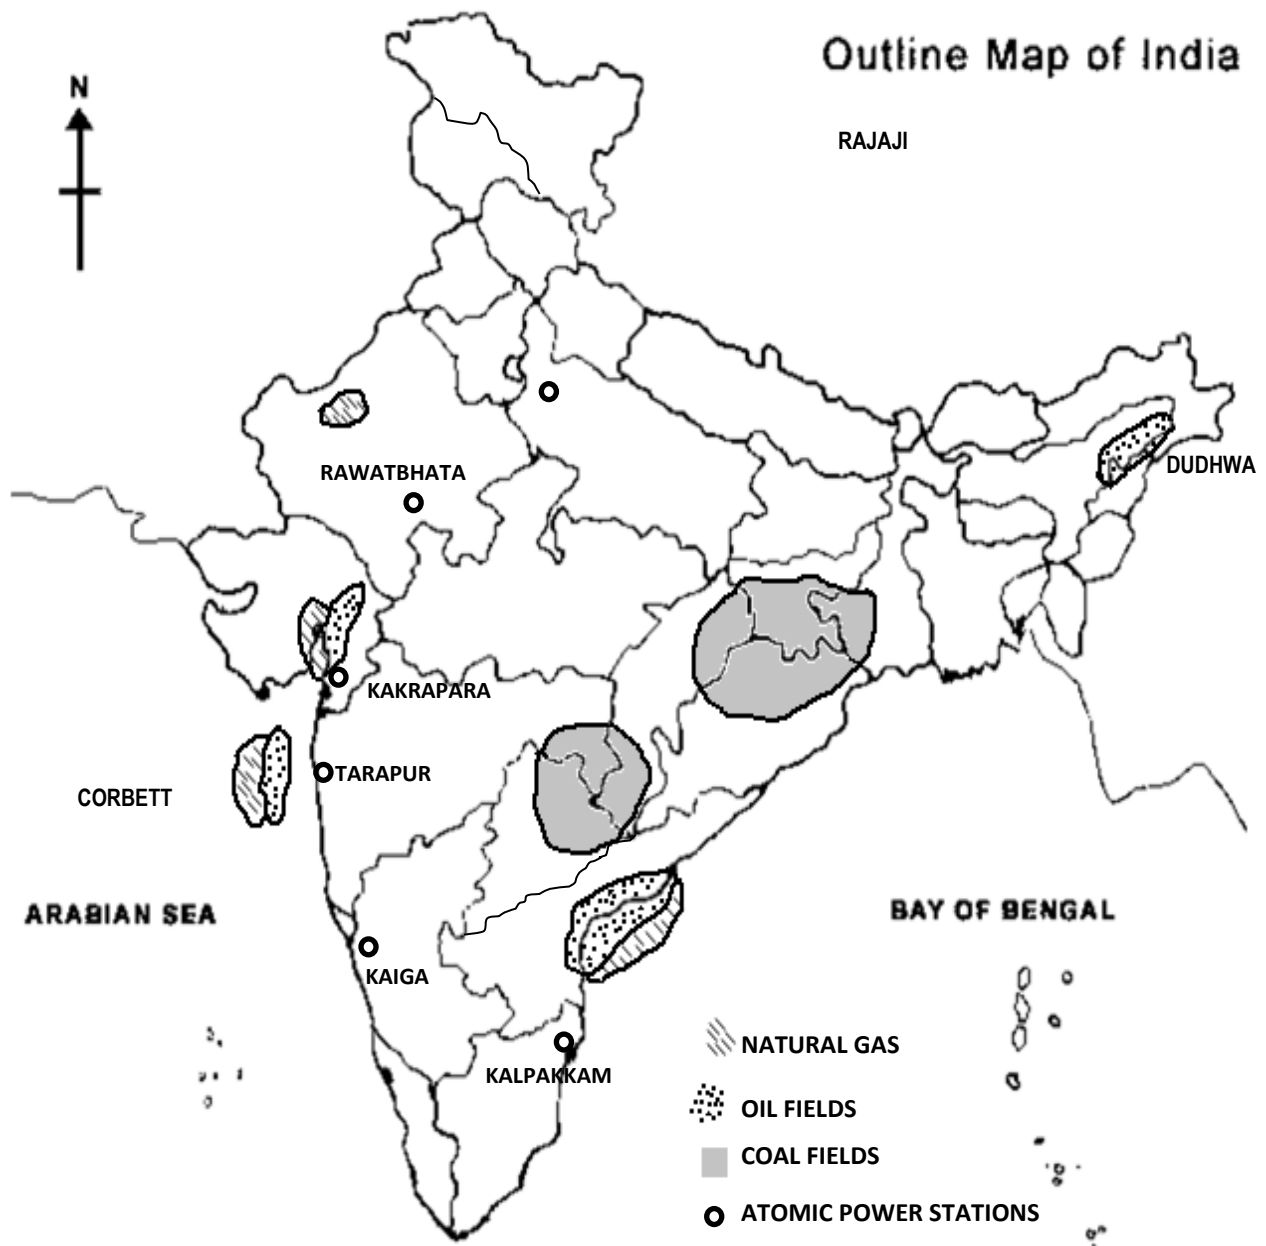 Outline Map of India
N
RAJAJI
RAWATBHATA
DUDHWA
KAKRAPARA
TARAPUR
CORBETT
ARABIAN SEA
BAY OF BENGAL
KAIGA
KALPAKKAM
NATURAL GAS
OIL FIELDS
COAL FIELDS
ATOMIC POWER STATIONS